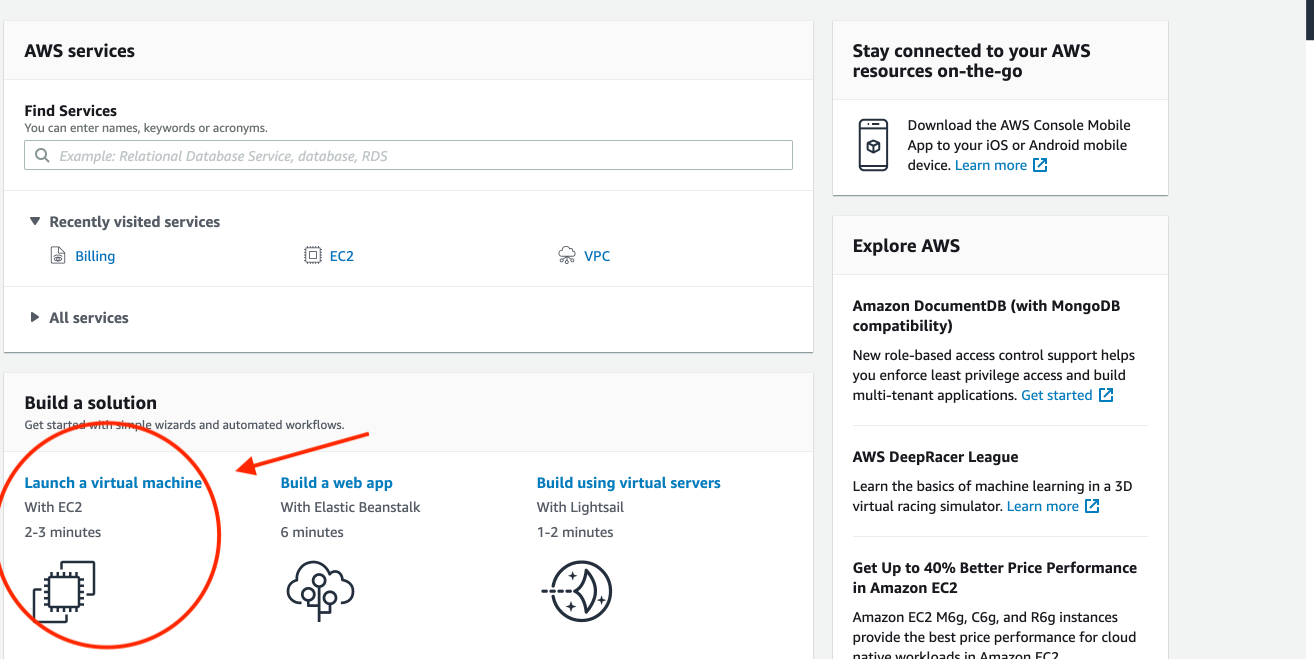 AWS services
Find Services
You can enter names, keywords or acronyms.
Example: Relational Database Service, database, RDS
Recently visited services
Billing
EC2
VPC
All services
Build a solution
Get started with simple wizards and automated workflows.
Launch a virtual machine
With EC2
2-3 minutes
Build a web app
With Elastic Beanstalk
6 minutes
Build using virtual servers
With Lightsail
1-2 minutes
Stay connected to your AWS
resources on-the-go
Download the AWS Console Mobile
App to your iOS or Android mobile
device. Learn more
Explore AWS
Amazon DocumentDB (with MongoDB
compatibility)
New role-based access control support helps
you enforce least privilege access and build
multi-tenant applications. Get started
AWS DeepRacer League
Learn the basics of machine learning in a 3D
virtual racing simulator. Learn more
Get Up to 40% Better Price Performance
in Amazon EC2
Amazon EC2 M6g, C6g, and R6g instances
provide the best price performance for cloud
native workloads in Amazon EC2